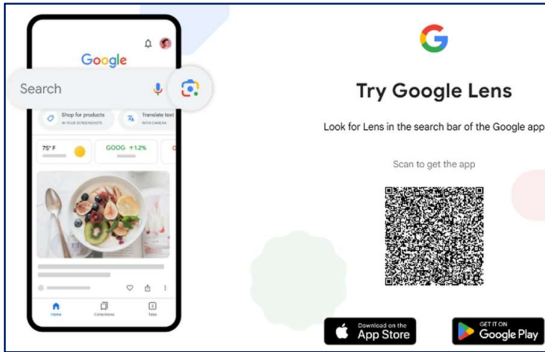 Google
Search
Shop for products
IN YOUR SCREENSHOTS
Translate text
WITH CAMERA
75° F
GOOG +1.2%
Home
Collections
Tabs
G
Try Google Lens
Look for Lens in the search bar of the Google app
Scan to get the app
Download on the
App Store
GET IT ON
Google Play